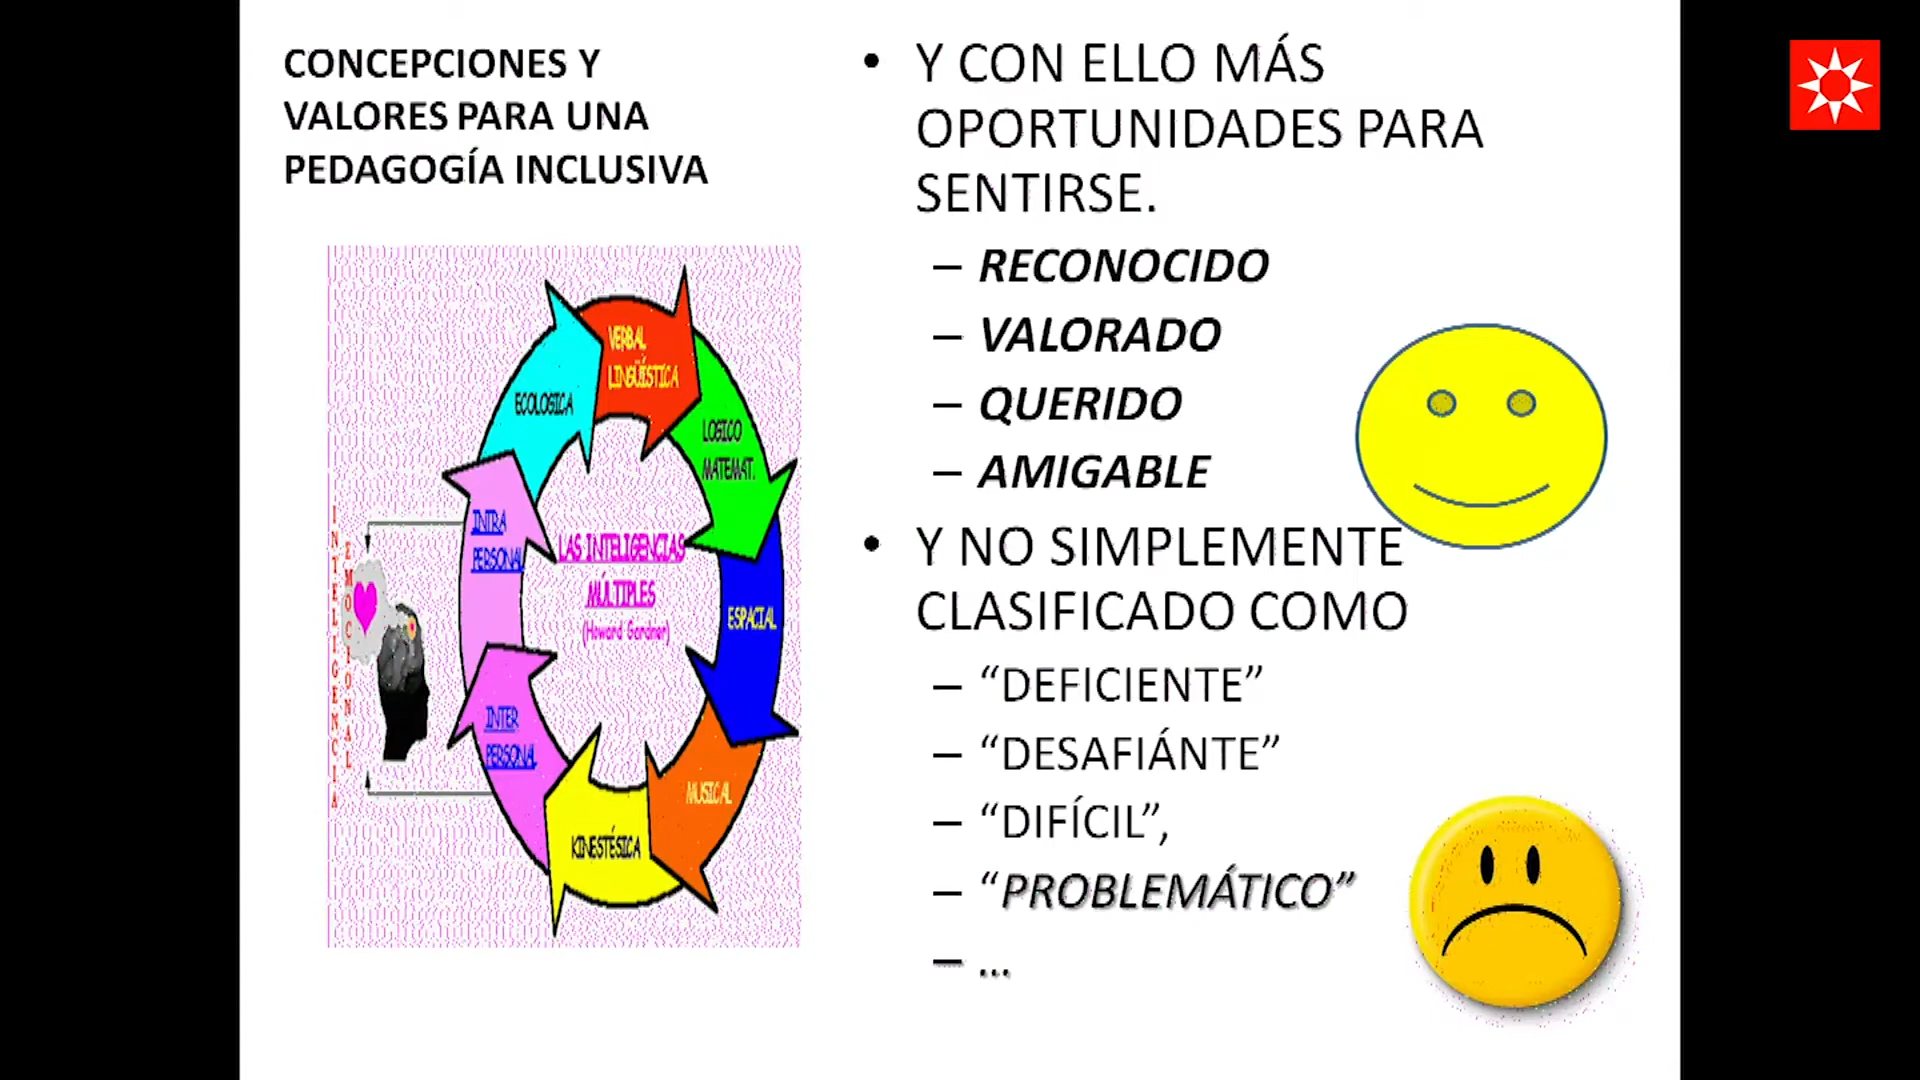 CONCEPCIONES Y
VALORES PARA UNA
PEDAGOGÍA INCLUSIVA
VERBAL
LINGÜÍSTICA
LOGICO
MATEMAT.
ESPACIAL
MUSICAL
KINESTÉSICA
INTER
PERSONAL
INTRA
PERSONAL
ECOLOGICA
LAS INTELIGENCIAS
MÚLTIPLES
(Howard Gardner)
INTELIGENCIA
EMOCIONAL
• Y CON ELLO MÁS
OPORTUNIDADES PARA
SENTIRSE.
– RECONOCIDO
– VALORADO
– QUERIDO
– AMIGABLE
• Y NO SIMPLEMENTE
CLASIFICADO COMO
– “DEFICIENTE”
– “DESAFIÁNTE”
– “DIFÍCIL”,
– “PROBLEMÁTICO”
– ...